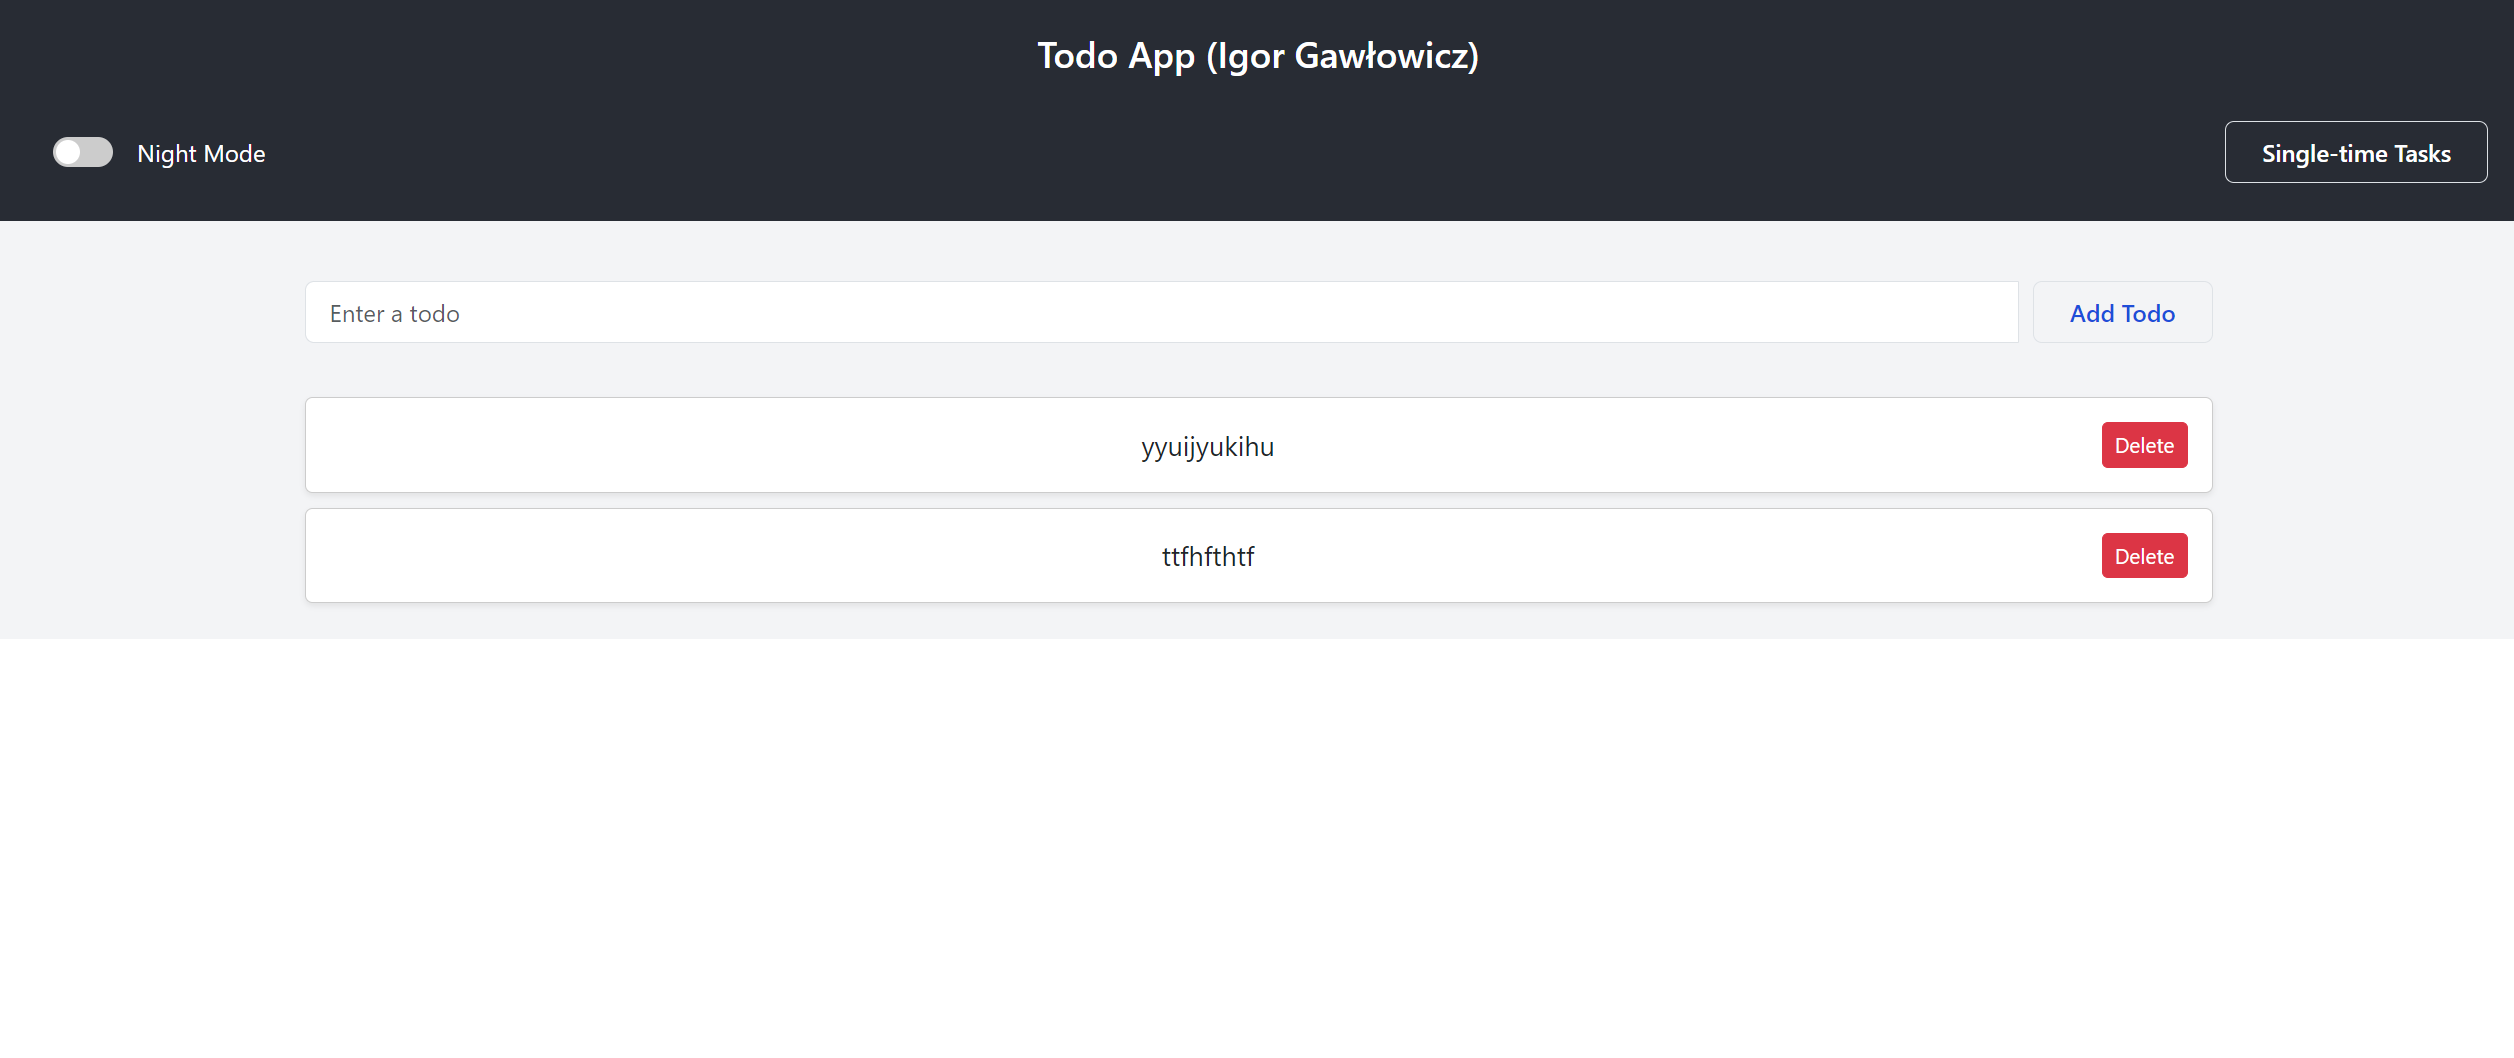 Todo App (Igor Gawłowicz)
Night Mode
Single-time Tasks
Enter a todo
Add Todo
yyuijyukihu
Delete
ttfhfthtf
Delete